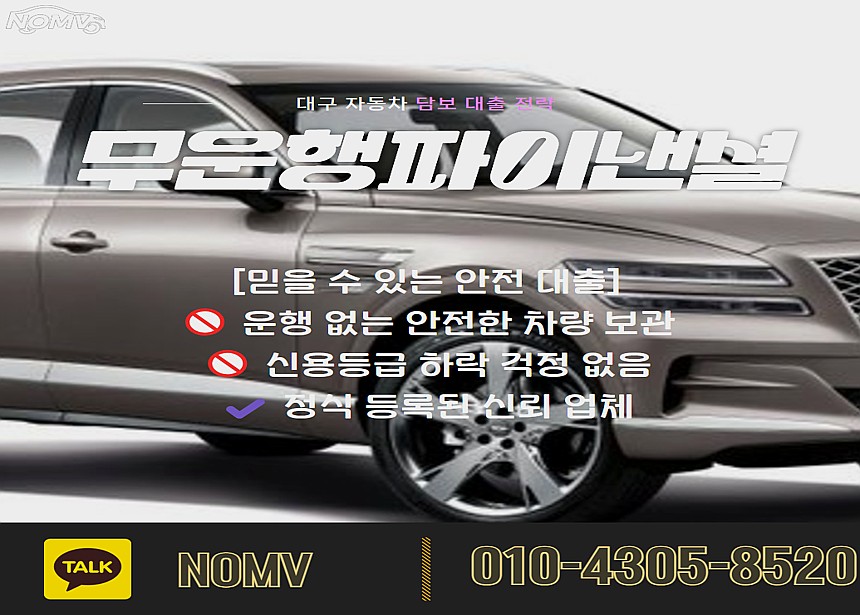 NOMV
대구 자동차 담보 대출 전략
무운행파이낸셜
[믿을 수 있는 안전 대출]
운행 없는 안전한 차량 보관
신용등급 하락 걱정 없음
정식 등록된 신뢰 업체
TALK NOMV 010-4305-8520